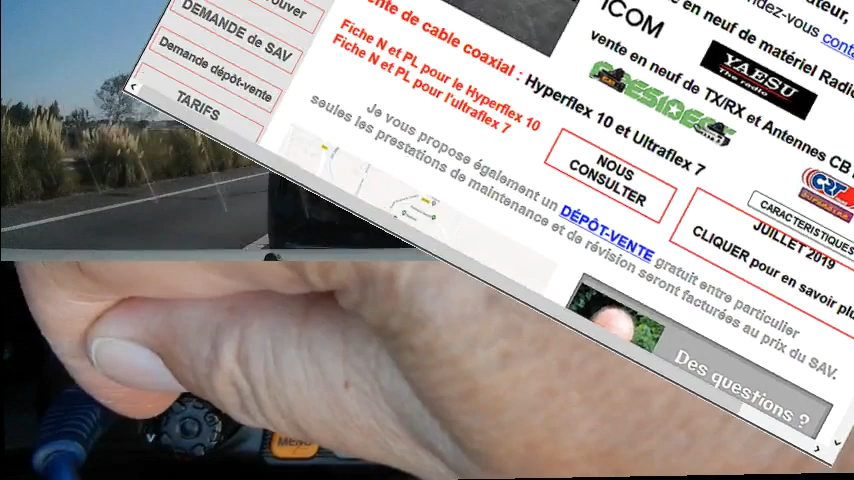 DEMANDE de SAV
Demande dépôt-vente
TARIFS
de cable coaxial : Hyperflex 10 et Ultraflex 7
Fiche N et PL pour le Hyperflex 10
Fiche N et PL pour l'ultraflex 7
Je vous propose également un DÉPÔT-VENTE gratuit entre particulier
seules les prestations de maintenance et de révision seront facturées au prix du SAV.
ICOM
en neuf de matériel
vente en neuf de TX/RX et Antennes CB
YAESU
The radio
NOUS
CONSULTER
CRT
SUPERSTAR
CARACTERISTIQUES
JUILLET 2019
CLIQUER pour en savoir
Des questions ?
MENU